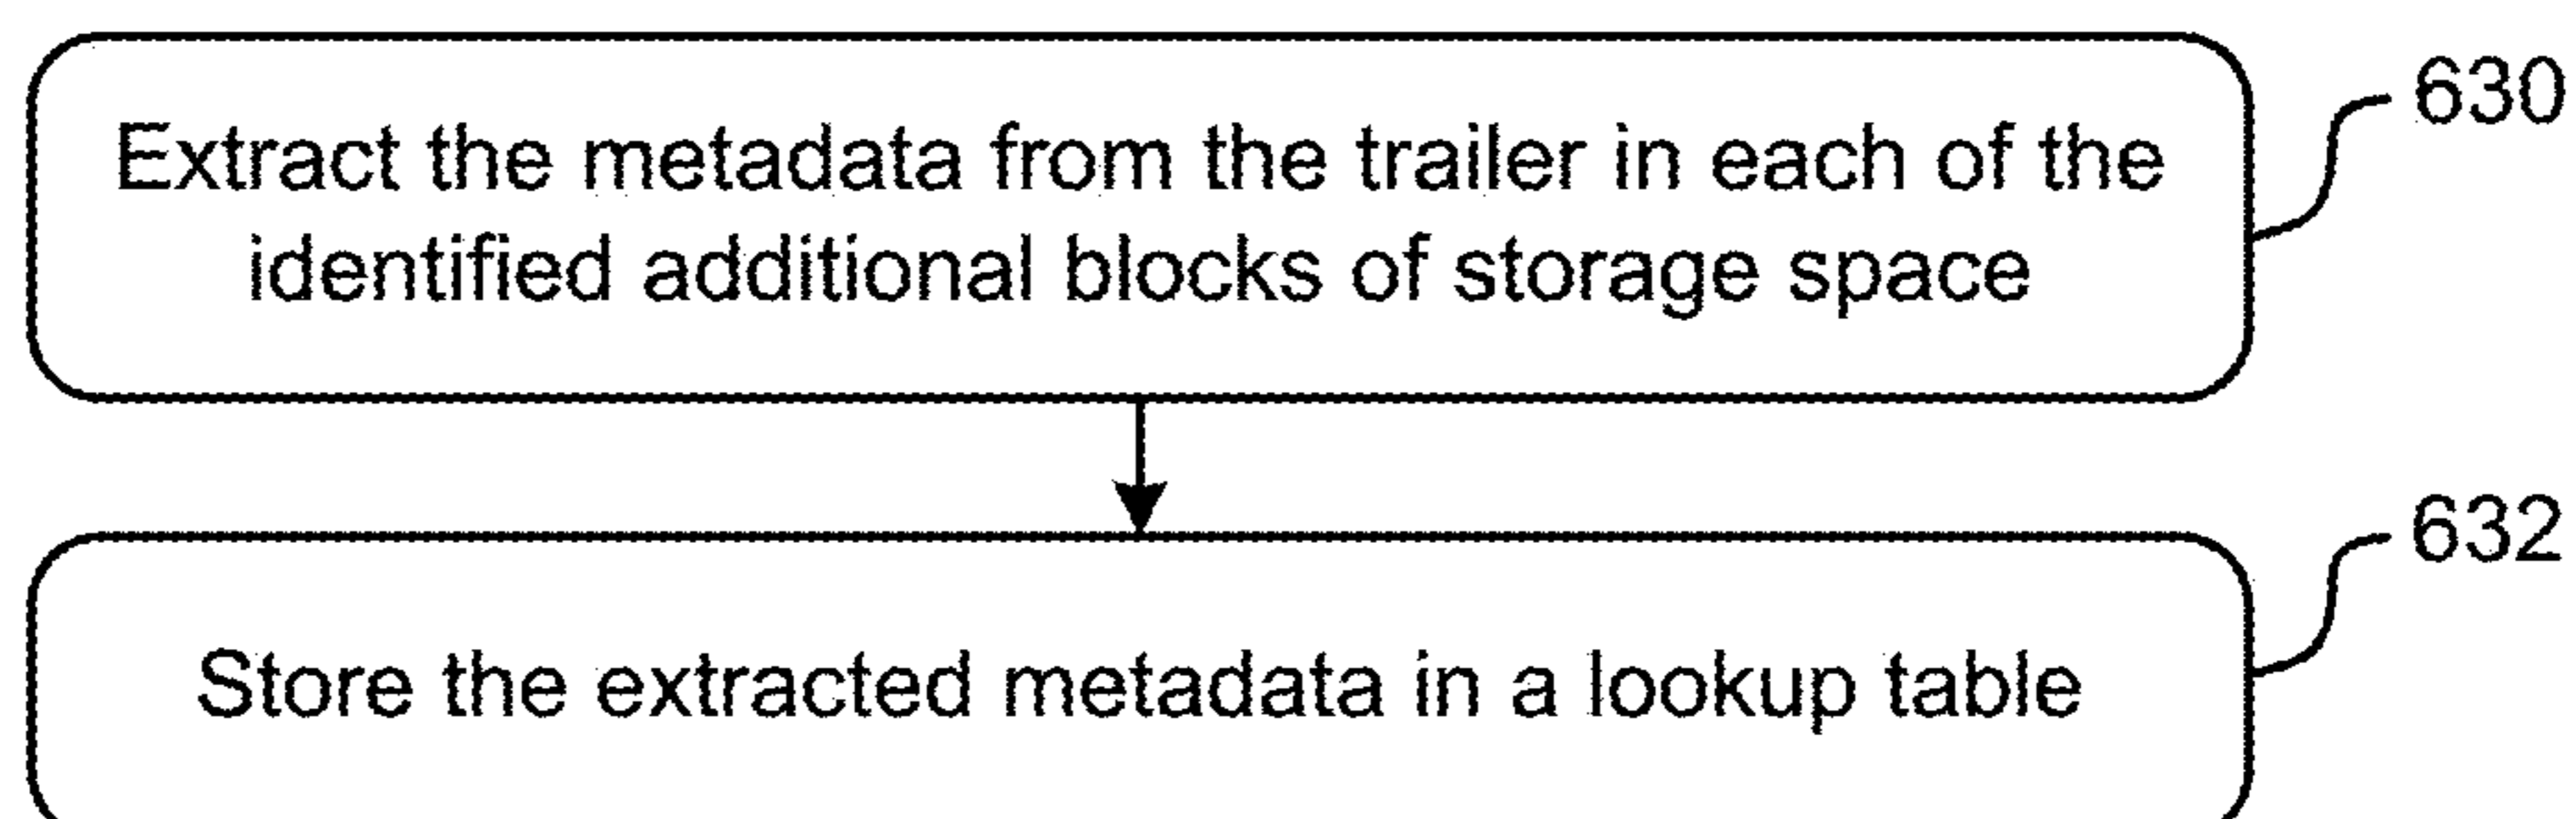 Extract the metadata from the trailer in each of the
identified additional blocks of storage space
630
Store the extracted metadata in a lookup table
632